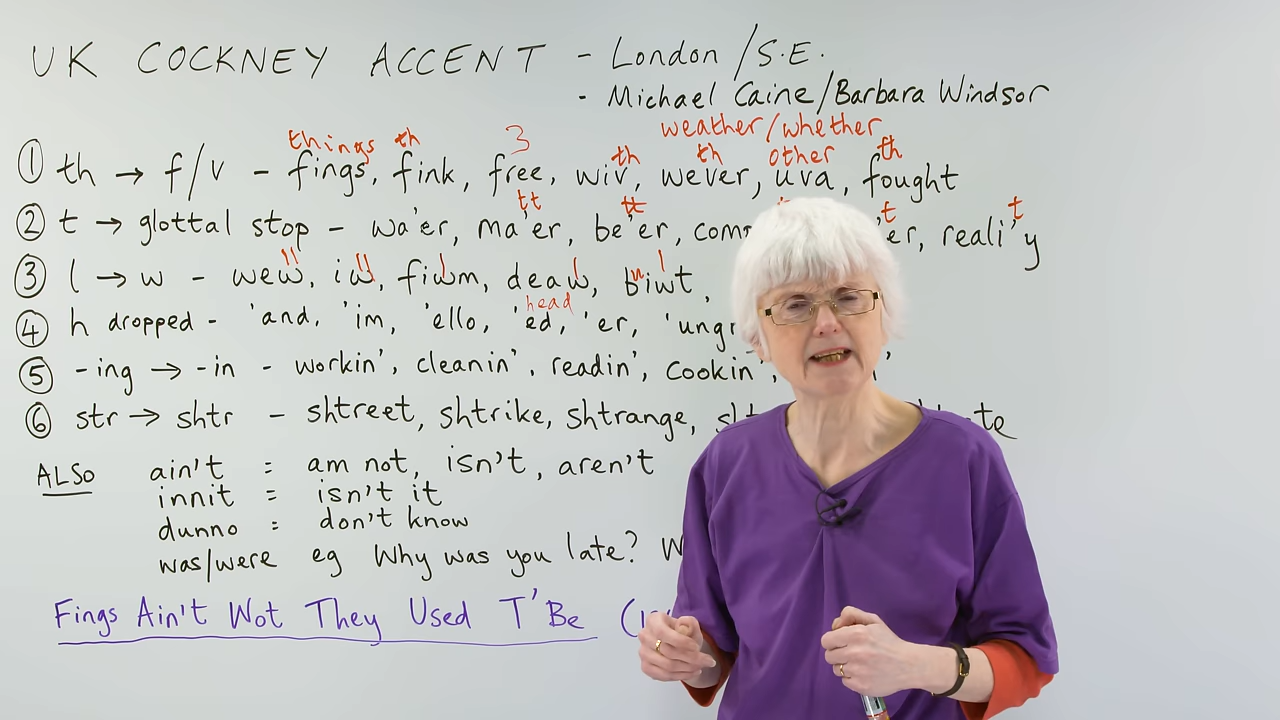 UK COCKNEY ACCENT - London / S.E.
- Michael Caine/Barbara Windsor
things th 3 weather/whether
th th other th
① th → f/v - fings, fink, free, wiv, wever, uva, fought
tt tt t t
② t → glottal stop - wa'er, ma'er, be'er, reali'y
ll ll l l u l
③ l → w - wew, iw, fiwm, deaw, biwt,
head
④ h dropped - 'and, 'im, 'ello, 'ed, 'er,
⑤ -ing → -in - workin', cleanin', readin', cookin',
⑥ str → shtr - shtreet, shtrike, shtrange,
ALSO ain't = am not, isn't, aren't
innit = isn't it
dunno = don't know
was/were eg Why was you late?
Fings Ain't Wot They Used T'Be